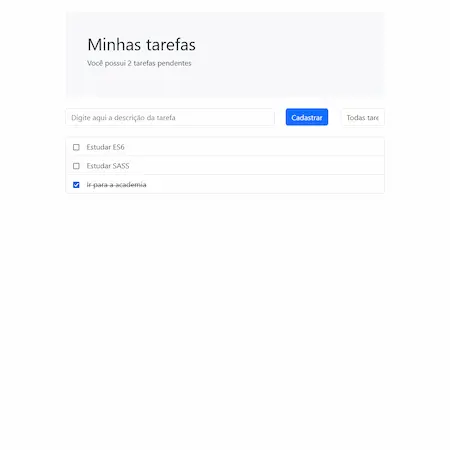 Minhas tarefas
Você possui 2 tarefas pendentes
Digite aqui a descrição da tarefa
Cadastrar
Todas tare
Estudar ES6
Estudar SASS
Ir para a academia